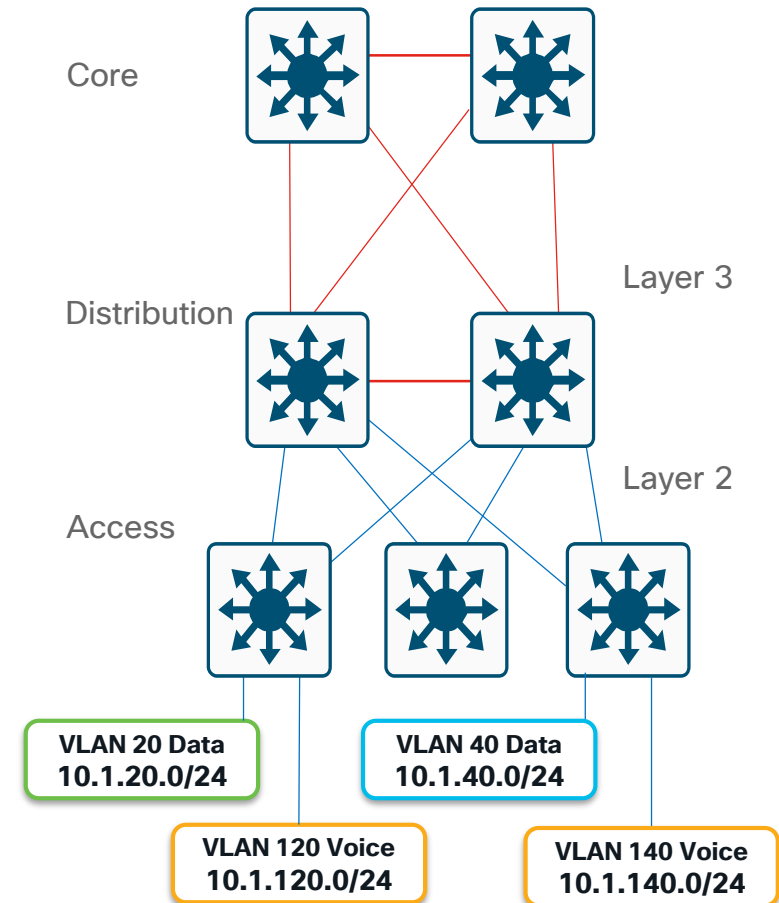 Core
Layer 3
Distribution
Layer 2
Access
VLAN 20 Data
10.1.20.0/24
VLAN 40 Data
10.1.40.0/24
VLAN 120 Voice
10.1.120.0/24
VLAN 140 Voice
10.1.140.0/24